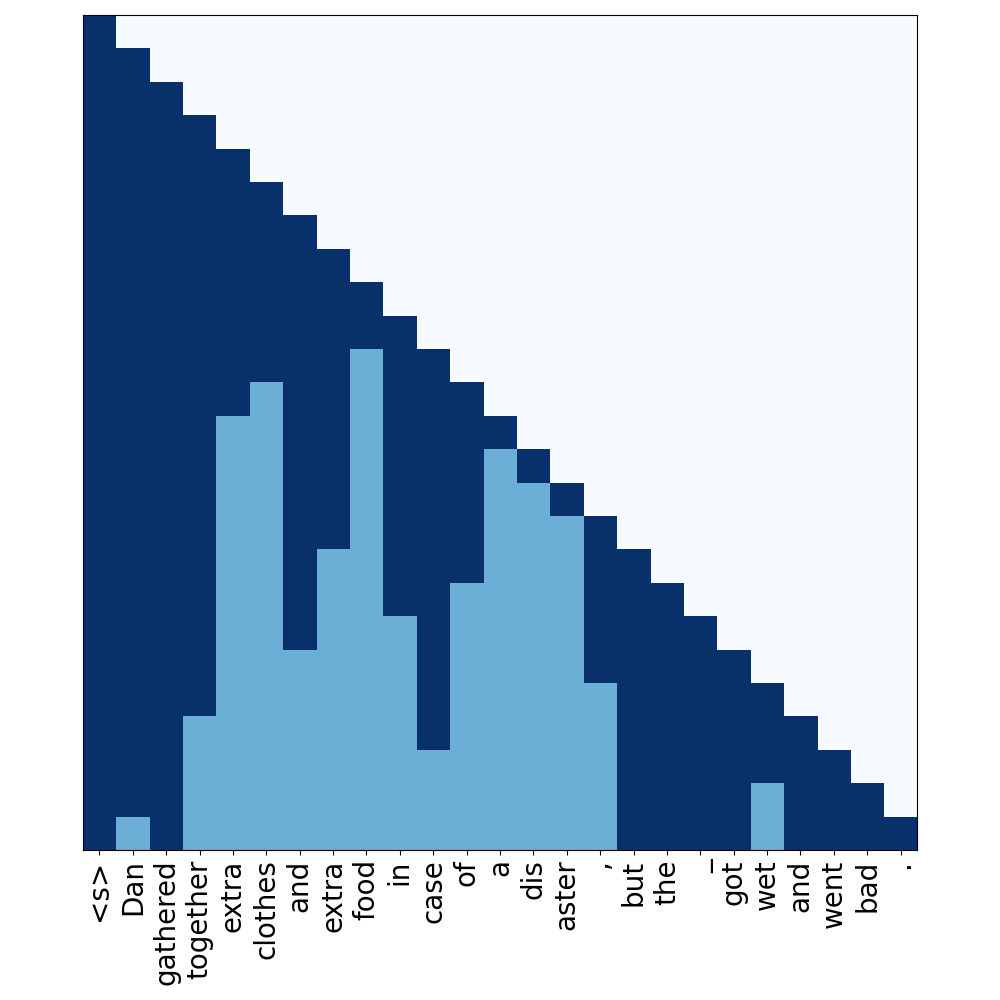 <s> Dan gathered together extra clothes and extra food in case of a dis aster , but the _ got wet and went bad .